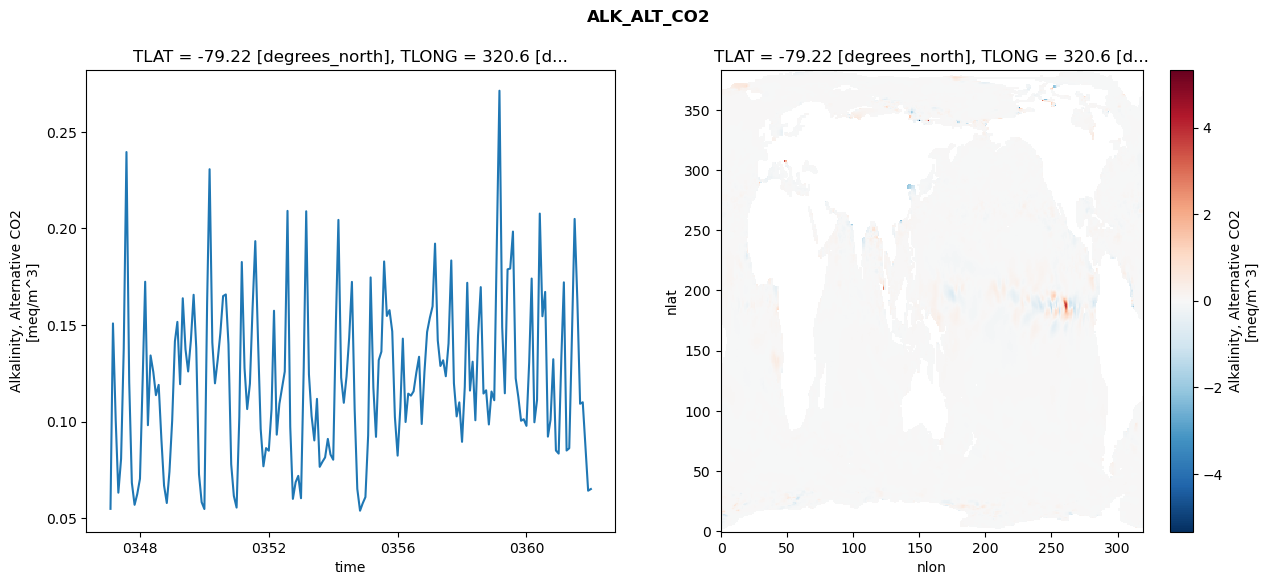 ALK_ALT_CO2
TLAT = -79.22 [degrees_north], TLONG = 320.6 [d...
Alkalinity, Alternative CO2
[meq/m^3]
0.25
0.20
0.15
0.10
0.05
0348
0352
0356
0360
time
TLAT = -79.22 [degrees_north], TLONG = 320.6 [d...
nlat
350
300
250
200
150
100
50
0
0
50
100
150
200
250
300
nlon
4
2
0
−2
−4
Alkalinity, Alternative CO2
[meq/m^3]